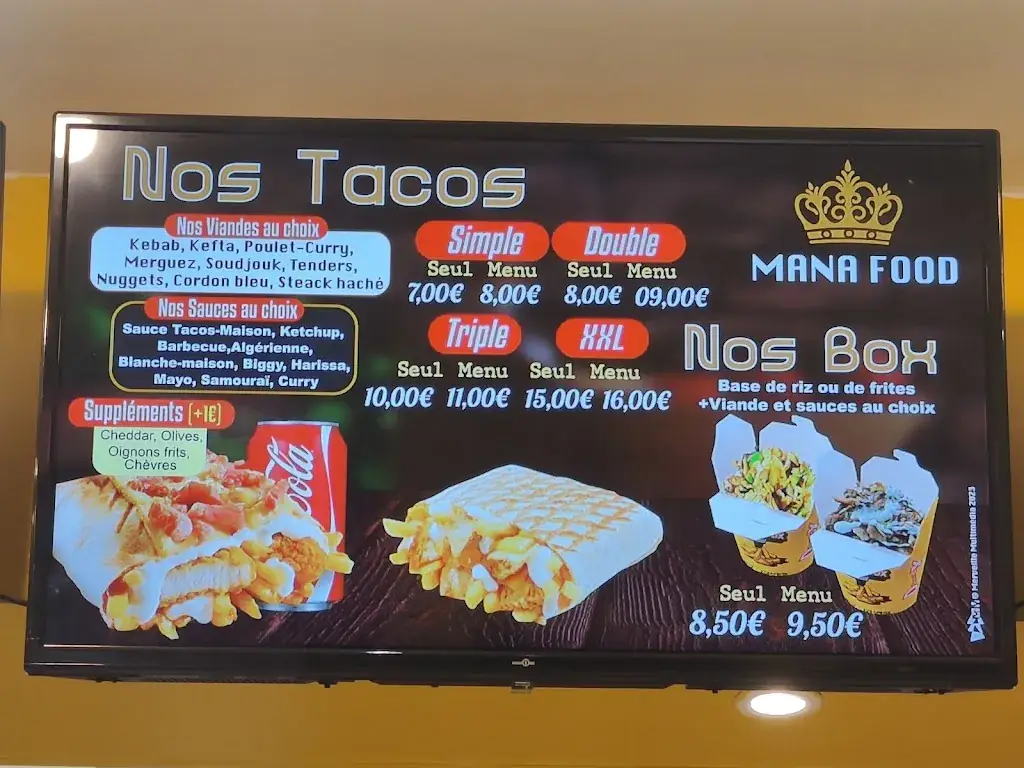 Nos Tacos
Nos Viandes au choix
Kebab, Kefta, Poulet-Curry,
Merguez, Soudjouk, Tenders,
Nuggets, Cordon bleu, Steack haché
Nos Sauces au choix
Sauce Tacos-Maison, Ketchup,
Barbecue,Algérienne,
Blanche-maison, Biggy, Harissa,
Mayo, Samouraï, Curry
Suppléments (+1€)
Cheddar, Olives,
Oignons frits,
Chèvres
Simple
Seul Menu
7,00€ 8,00€
Double
Seul Menu
8,00€ 09,00€
Triple
Seul Menu
10,00€ 11,00€
XXL
Seul Menu
15,00€ 16,00€
MANA FOOD
Nos Box
Base de riz ou de frites
+Viande et sauces au choix
Seul Menu
8,50€ 9,50€
Cola
© Merveille Multimédia 2023